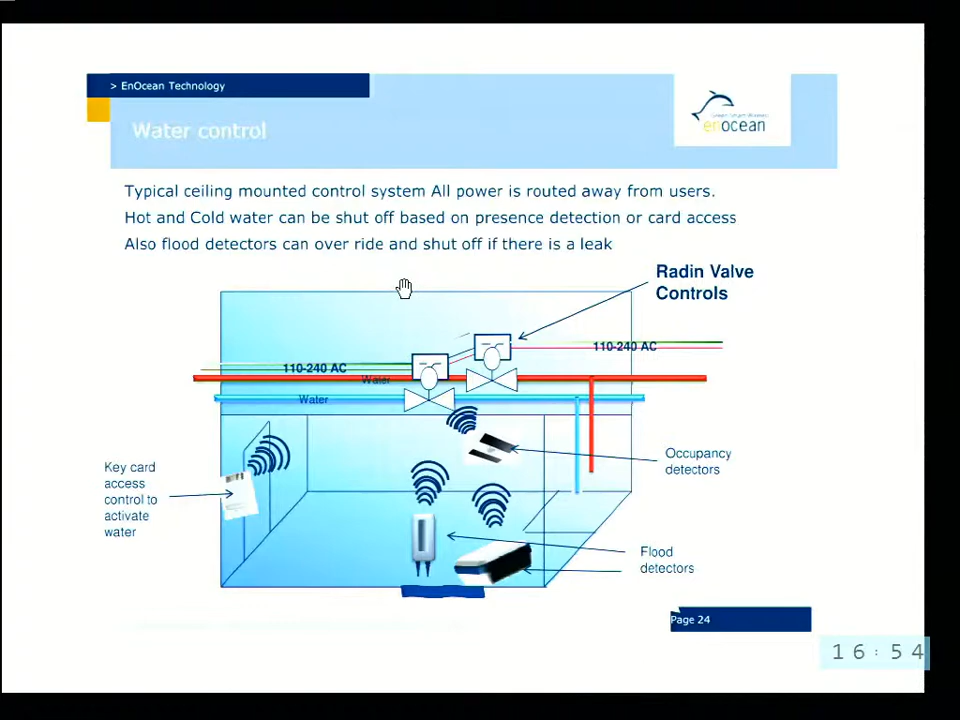 > EnOcean Technology
Water control
enocean
Typical ceiling mounted control system All power is routed away from users.
Hot and Cold water can be shut off based on presence detection or card access
Also flood detectors can over ride and shut off if there is a leak
Radin Valve
Controls
110-240 AC
110-240 AC
Water
Water
Key card
access
control to
activate
water
Occupancy
detectors
Flood
detectors
Page 24
16:54